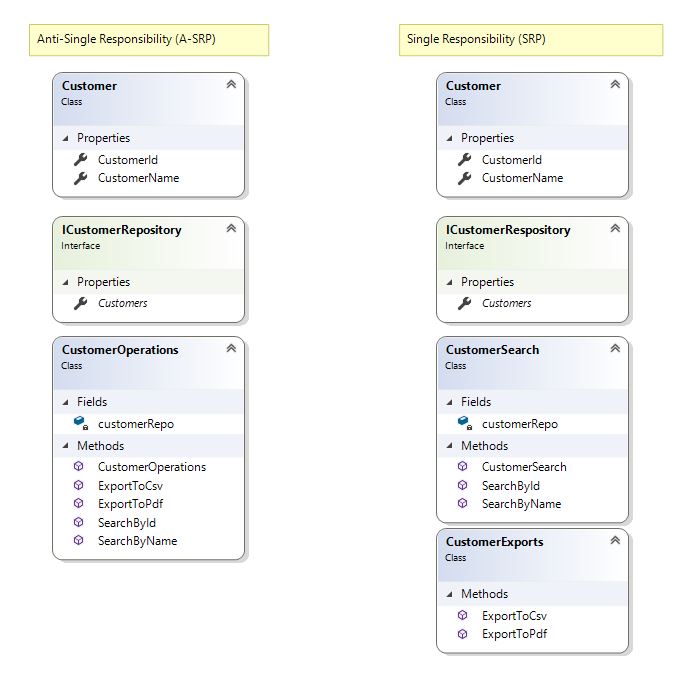 Anti-Single Responsibility (A-SRP)
Customer
Class
Properties
CustomerId
CustomerName
ICustomerRepository
Interface
Properties
Customers
CustomerOperations
Class
Fields
customerRepo
Methods
CustomerOperations
ExportToCsv
ExportToPdf
SearchById
SearchByName
Single Responsibility (SRP)
Customer
Class
Properties
CustomerId
CustomerName
ICustomerRespository
Interface
Properties
Customers
CustomerSearch
Class
Fields
customerRepo
Methods
CustomerSearch
SearchById
SearchByName
CustomerExports
Class
Methods
ExportToCsv
ExportToPdf